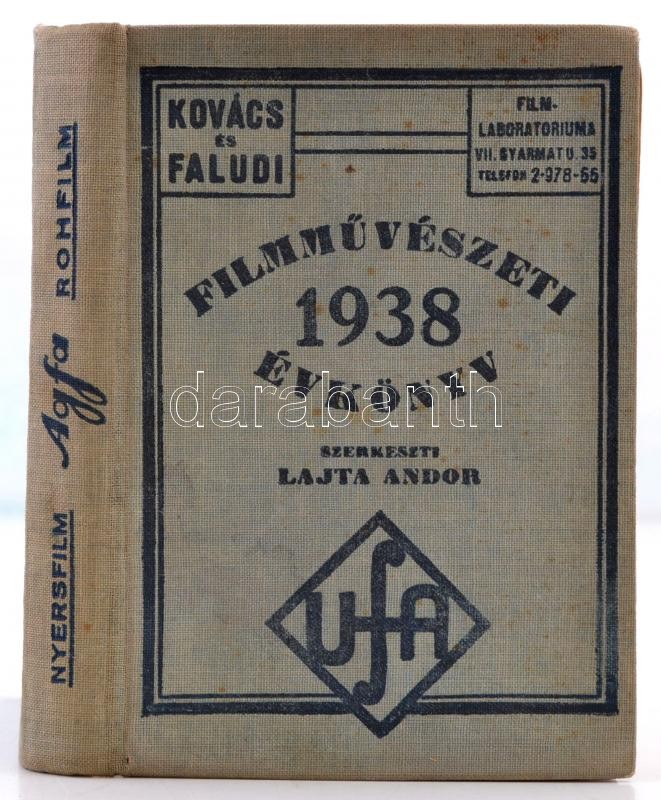 KOVÁCS
ÉS
FALUDI
FILM-
LABORATORIUMA
VII. GYARMAT U. 35
TELEFON 2-978-55
FILMMŰVÉSZETI
1938
ÉVKÖNYV
SZERKESZTI
LAJTA ANDOR
UFA
NYERSFILM Agfa ROHFILM
darabanth